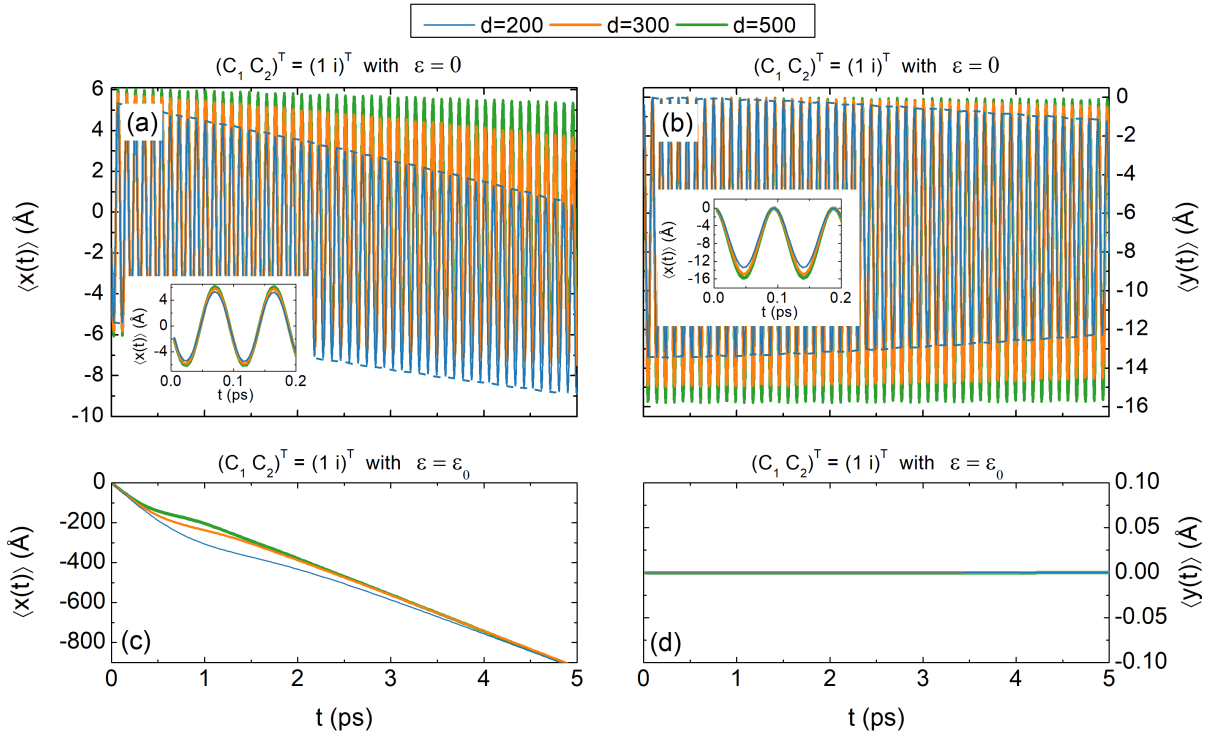 d=200 d=300 d=500
(C₁ C₂)ᵀ = (1 i)ᵀ with ε = 0
(C₁ C₂)ᵀ = (1 i)ᵀ with ε = 0
(a)
6
4
2
0
-2
-4
-6
-8
-10
⟨x(t)⟩ (Å)
4
0
-4
⟨x(t)⟩ (Å)
0.0 0.1 0.2
t (ps)
(b)
0
-2
-4
-6
-8
-10
-12
-14
-16
⟨y(t)⟩ (Å)
0
-4
-8
-12
-16
⟨x(t)⟩ (Å)
0.0 0.1 0.2
t (ps)
(C₁ C₂)ᵀ = (1 i)ᵀ with ε = ε₀
(C₁ C₂)ᵀ = (1 i)ᵀ with ε = ε₀
0
-200
-400
-600
-800
⟨x(t)⟩ (Å)
(c)
0 1 2 3 4 5
t (ps)
0.10
0.05
0.00
-0.05
-0.10
⟨y(t)⟩ (Å)
(d)
0 1 2 3 4 5
t (ps)